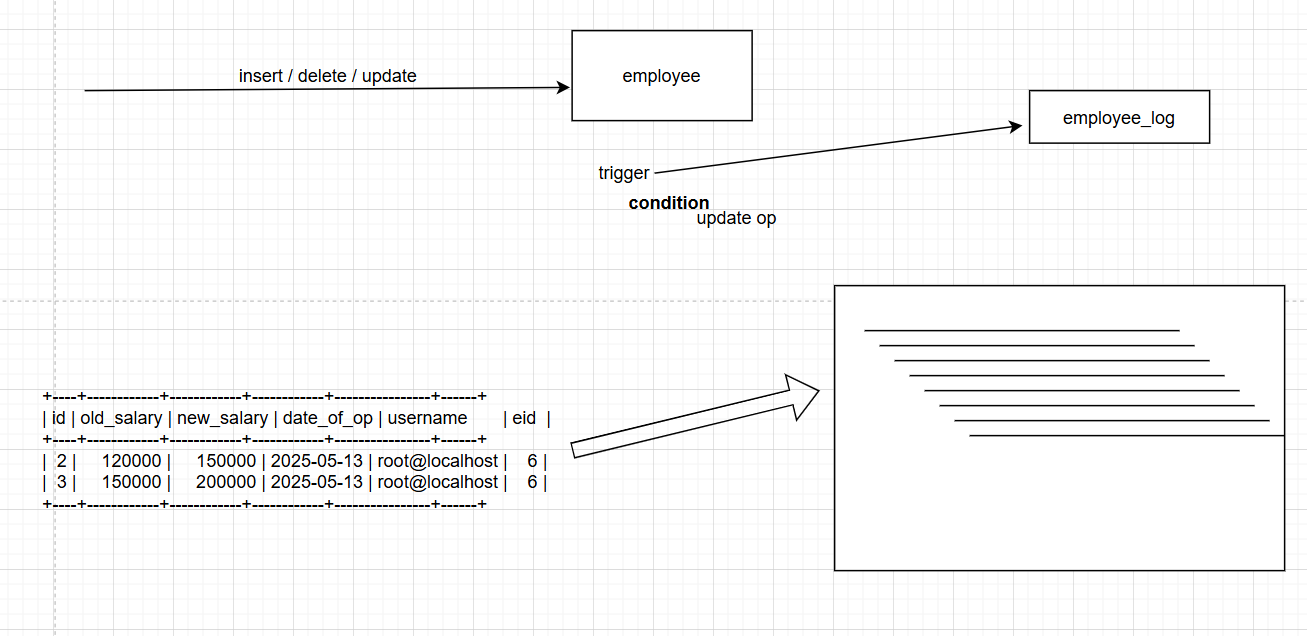 insert / delete / update
employee
employee_log
trigger
condition
update op
+----+------------+------------+------------+----------------+------+
| id | old_salary | new_salary | date_of_op | username | eid |
+----+------------+------------+------------+----------------+------+
| 2 | 120000 | 150000 | 2025-05-13 | root@localhost | 6 |
| 3 | 150000 | 200000 | 2025-05-13 | root@localhost | 6 |
+----+------------+------------+------------+----------------+------+